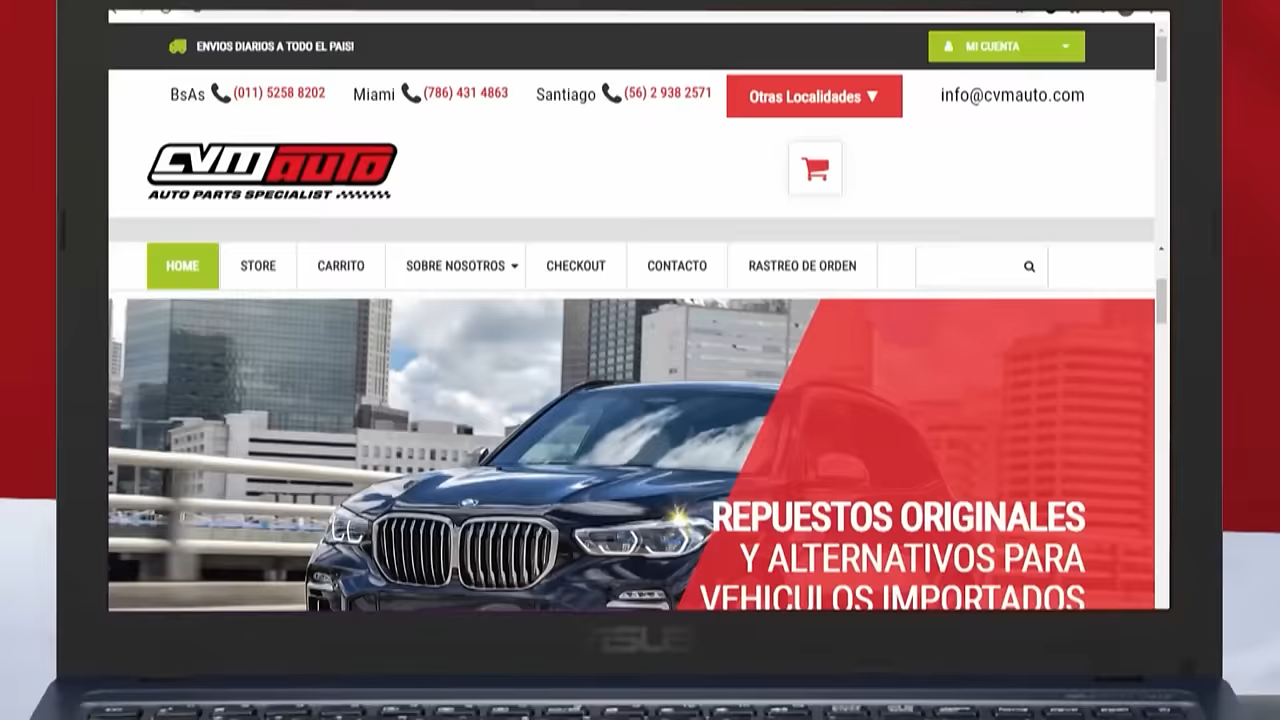 ENVIOS DIARIOS A TODO EL PAIS!
MI CUENTA
BsAs (011) 5258 8202 Miami (786) 431 4863 Santiago (56) 2 938 2571 Otras Localidades ▼ info@cvmauto.com
CVM AUTO
AUTO PARTS SPECIALIST
HOME STORE CARRITO SOBRE NOSOTROS CHECKOUT CONTACTO RASTREO DE ORDEN
REPUESTOS ORIGINALES
Y ALTERNATIVOS PARA
VEHICULOS IMPORTADOS
ASUS